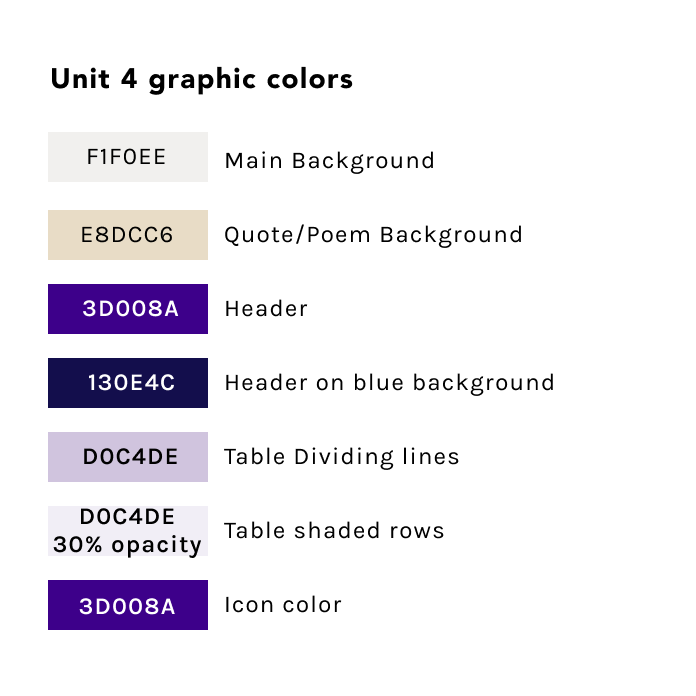 Unit 4 graphic colors
F1F0EE Main Background
E8DCC6 Quote/Poem Background
3D008A Header
130E4C Header on blue background
D0C4DE Table Dividing lines
D0C4DE
30% opacity Table shaded rows
3D008A Icon color